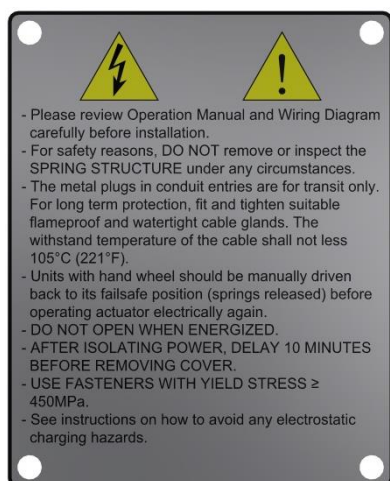 - Please review Operation Manual and Wiring Diagram
carefully before installation.
- For safety reasons, DO NOT remove or inspect the
SPRING STRUCTURE under any circumstances.
- The metal plugs in conduit entries are for transit only.
For long term protection, fit and tighten suitable
flameproof and watertight cable glands. The
withstand temperature of the cable shall not less
105°C (221°F).
- Units with hand wheel should be manually driven
back to its failsafe position (springs released) before
operating actuator electrically again.
- DO NOT OPEN WHEN ENERGIZED.
- AFTER ISOLATING POWER, DELAY 10 MINUTES
BEFORE REMOVING COVER.
- USE FASTENERS WITH YIELD STRESS ≥
450MPa.
- See instructions on how to avoid any electrostatic
charging hazards.